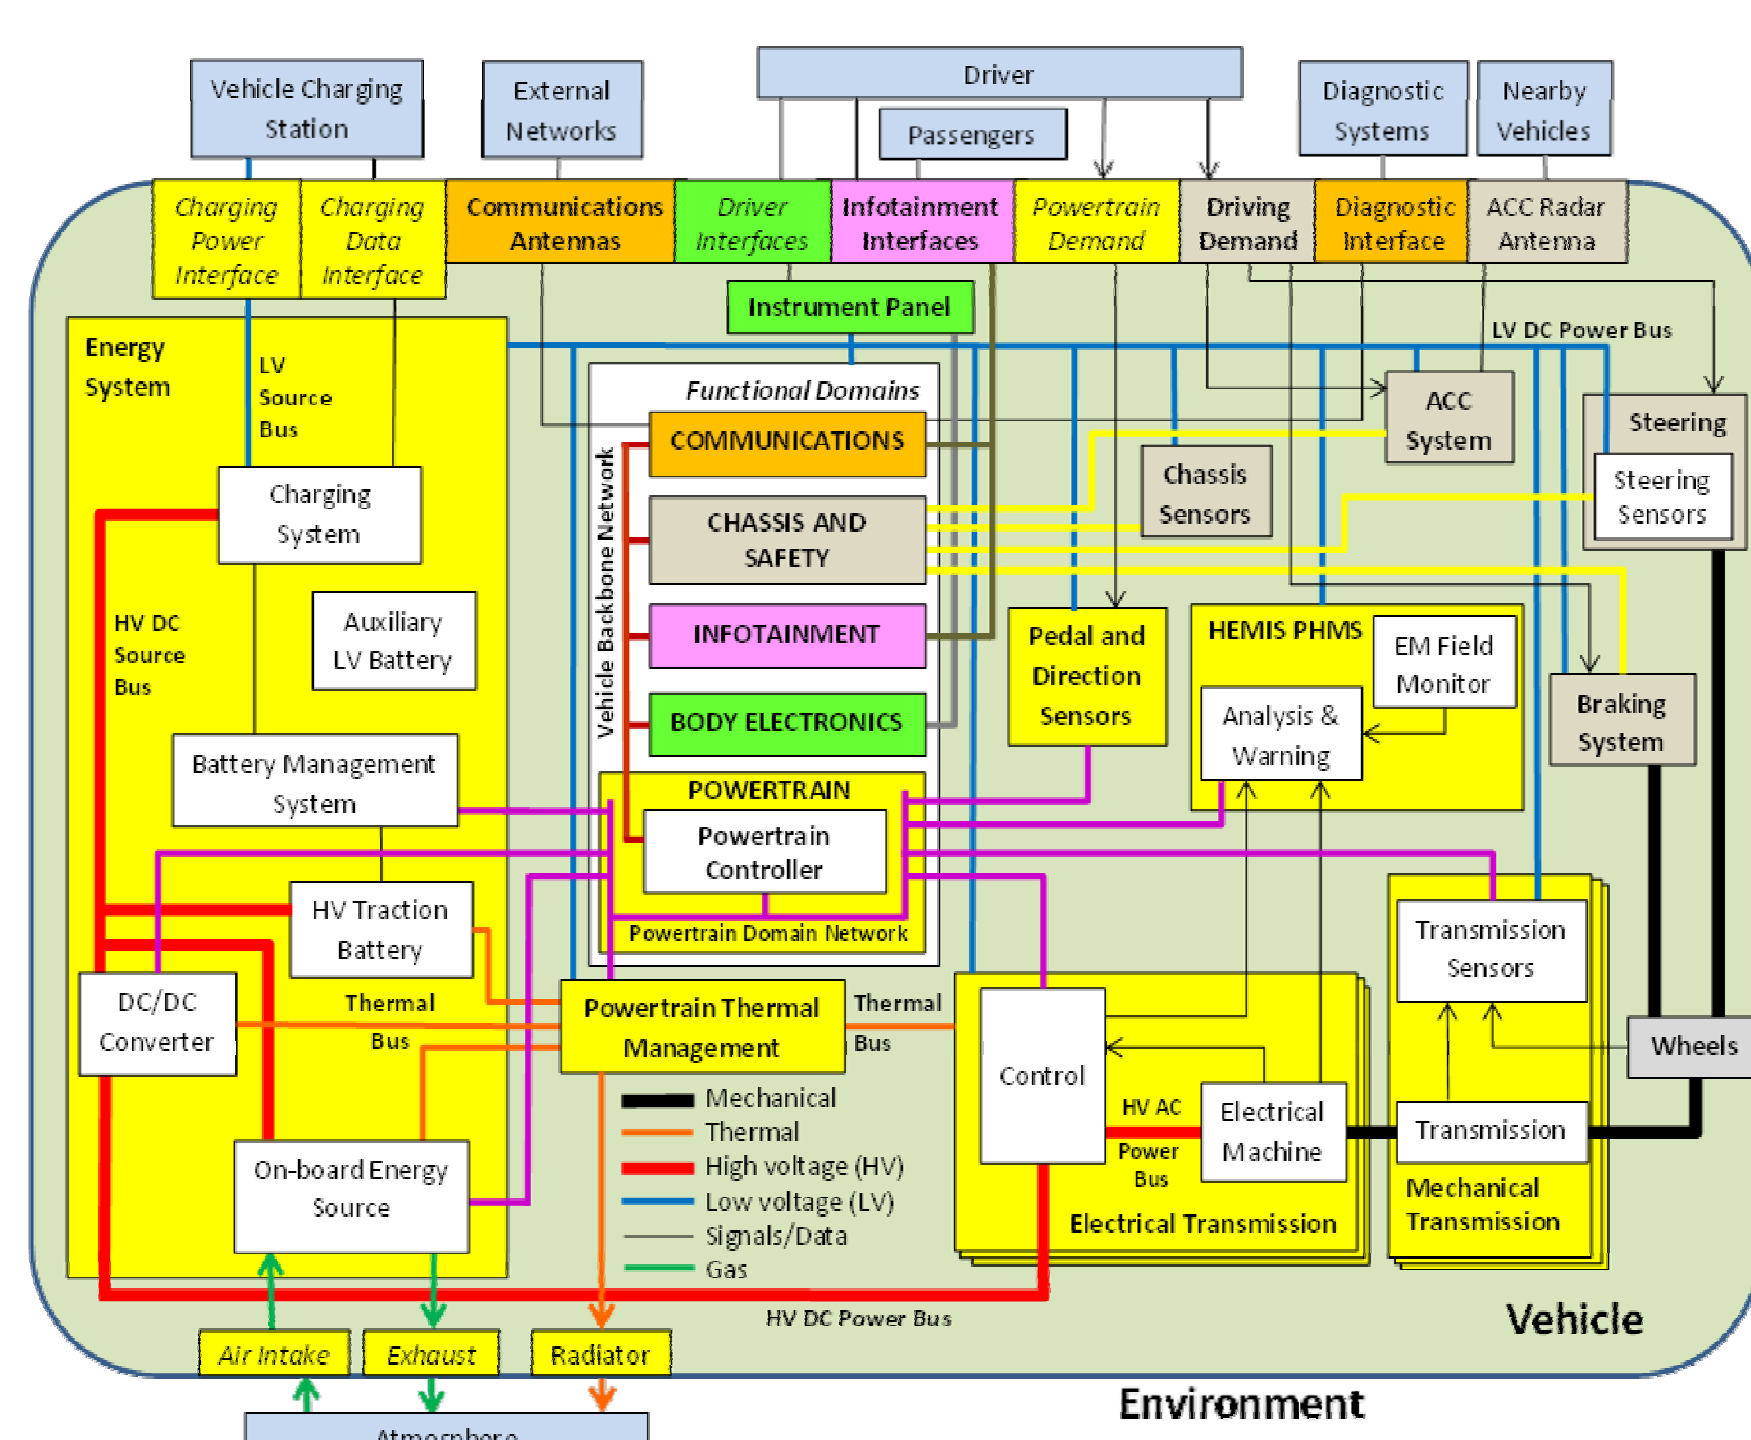 Vehicle Charging
Station
External
Networks
Driver
Passengers
Diagnostic
Systems
Nearby
Vehicles
Charging
Power
Interface
Charging
Data
Interface
Communications
Antennas
Driver
Interfaces
Infotainment
Interfaces
Powertrain
Demand
Driving
Demand
Diagnostic
Interface
ACC Radar
Antenna
Instrument Panel
LV DC Power Bus
Energy
System
LV
Source
Bus
Functional Domains
Vehicle Backbone Network
COMMUNICATIONS
CHASSIS AND
SAFETY
INFOTAINMENT
BODY ELECTRONICS
POWERTRAIN
Powertrain
Controller
Powertrain Domain Network
ACC
System
Chassis
Sensors
Steering
Steering
Sensors
Charging
System
HV DC
Source
Bus
Auxiliary
LV Battery
Pedal and
Direction
Sensors
HEMIS PHMS
EM Field
Monitor
Analysis &
Warning
Braking
System
Battery Management
System
HV Traction
Battery
DC/DC
Converter
Thermal
Bus
Powertrain Thermal
Management
Thermal
Bus
Control
HV AC
Power
Bus
Electrical
Machine
Electrical Transmission
Transmission
Sensors
Transmission
Mechanical
Transmission
Wheels
On-board Energy
Source
Mechanical
Thermal
High voltage (HV)
Low voltage (LV)
Signals/Data
Gas
HV DC Power Bus
Vehicle
Air Intake
Exhaust
Radiator
Environment
Atmosphere